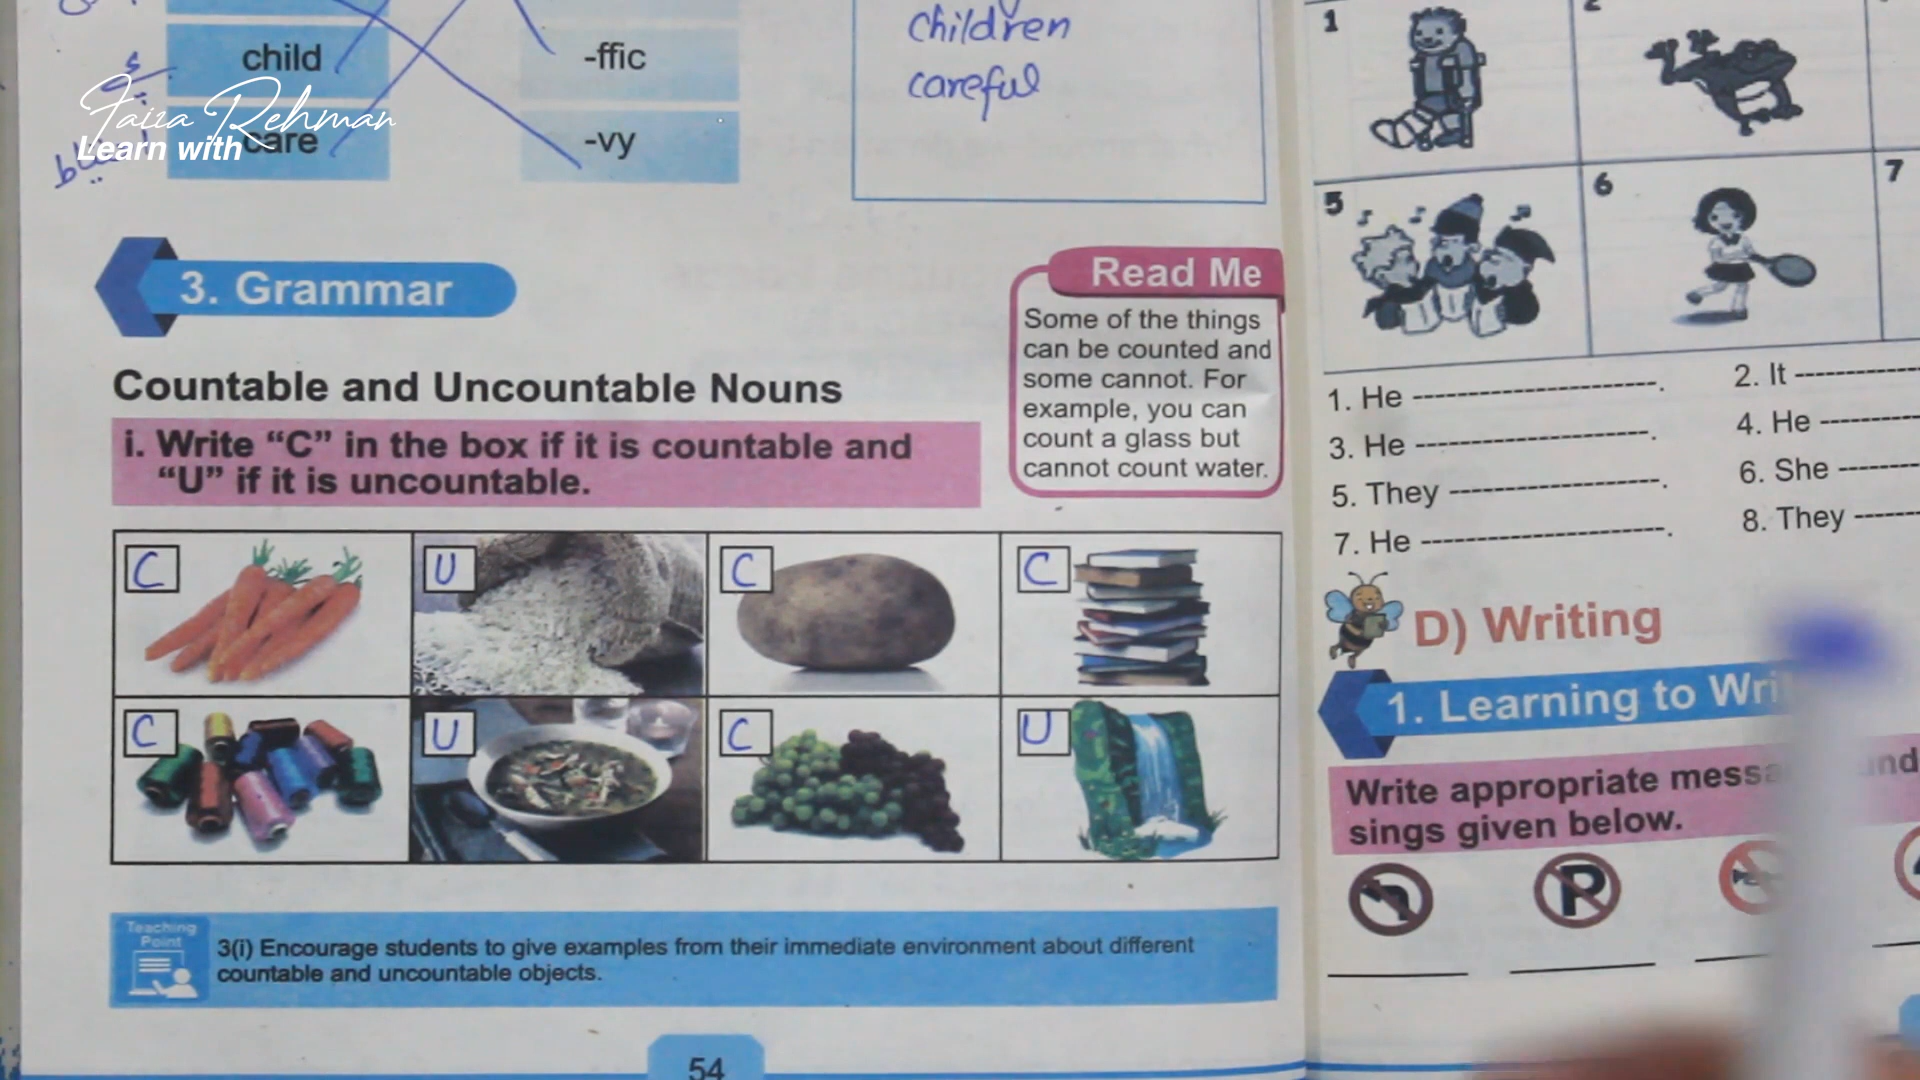 child
-ffic
care
-vy
children
careful
Faiza Rehman
Learn with
3. Grammar
Read Me
Some of the things
can be counted and
some cannot. For
example, you can
count a glass but
cannot count water.
Countable and Uncountable Nouns
i. Write “C” in the box if it is countable and
“U” if it is uncountable.
C U C C
C U C U
Teaching
Point
3(i) Encourage students to give examples from their immediate environment about different
countable and uncountable objects.
54
1
5 6 7
1. He ------------------.
2. It ----------
3. He ------------------.
4. He ----------
5. They ----------------.
6. She --------
7. He ------------------.
8. They ------
D) Writing
1. Learning to
Write appropriate
sings given below.
P